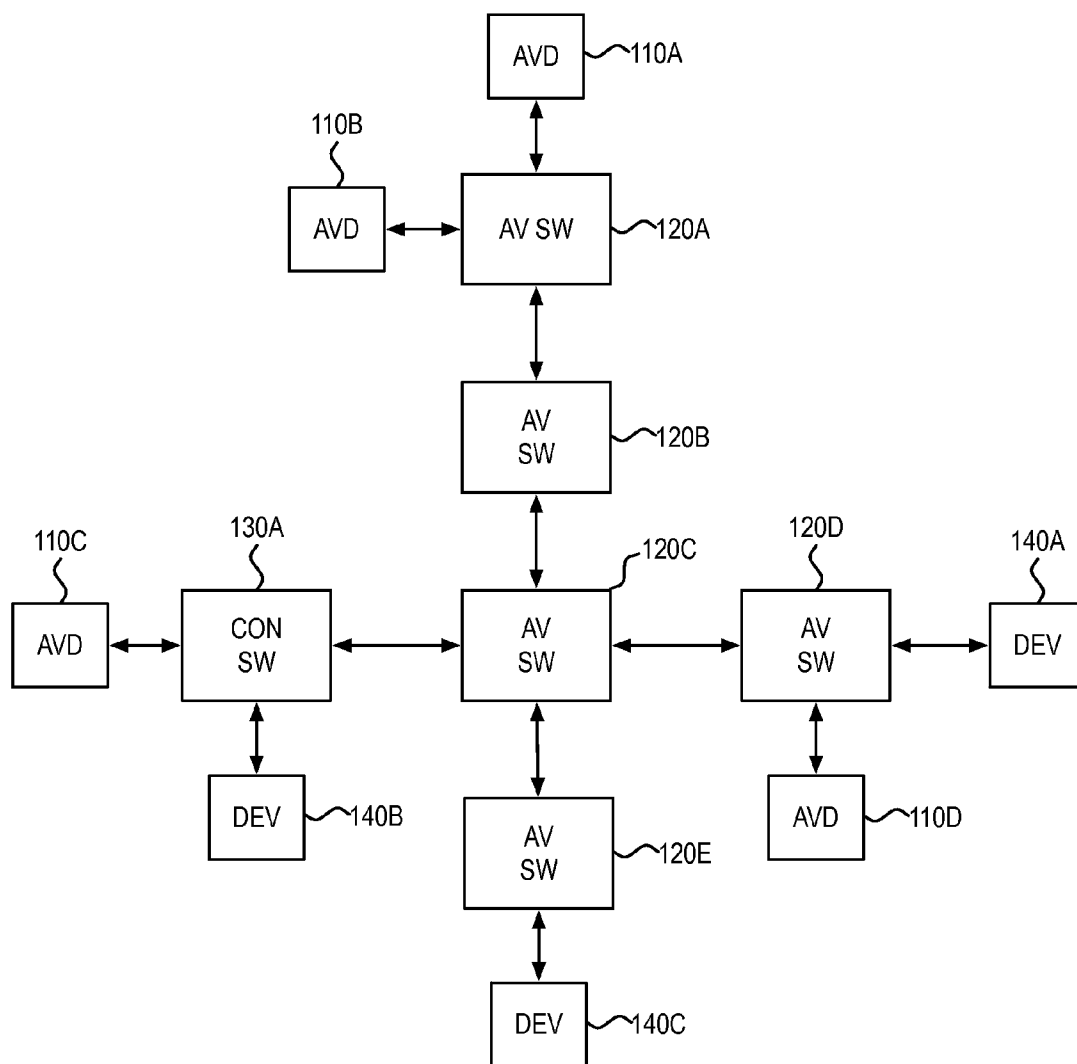 AVD
110A
110B
AVD
AV SW
120A
AV
SW
120B
110C
130A
120C
120D
140A
AVD
CON
SW
AV
SW
AV
SW
DEV
DEV
140B
AV
SW
120E
AVD
110D
DEV
140C